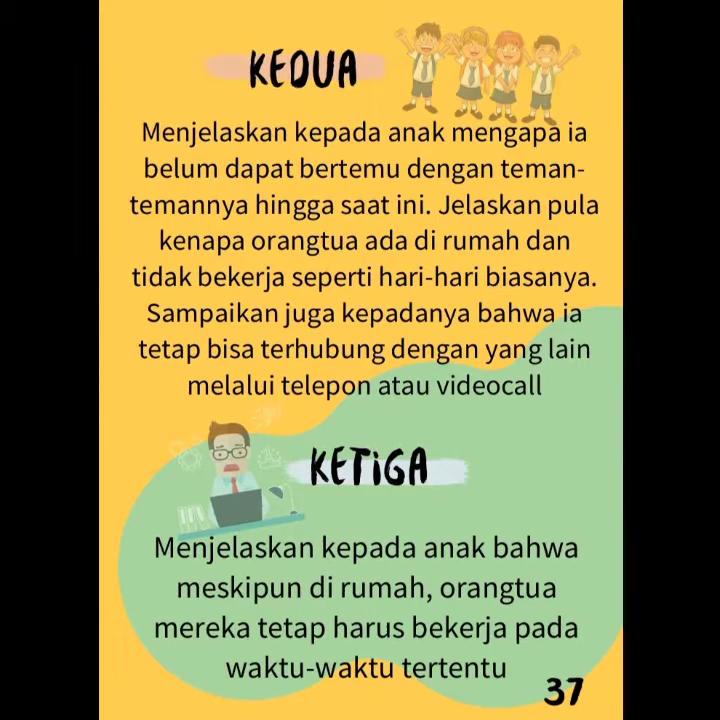 KEDUA
Menjelaskan kepada anak mengapa ia
belum dapat bertemu dengan teman-
temannya hingga saat ini. Jelaskan pula
kenapa orangtua ada di rumah dan
tidak bekerja seperti hari-hari biasanya.
Sampaikan juga kepadanya bahwa ia
tetap bisa terhubung dengan yang lain
melalui telepon atau videocall
KETiGA
Menjelaskan kepada anak bahwa
meskipun di rumah, orangtua
mereka tetap harus bekerja pada
waktu-waktu tertentu
37